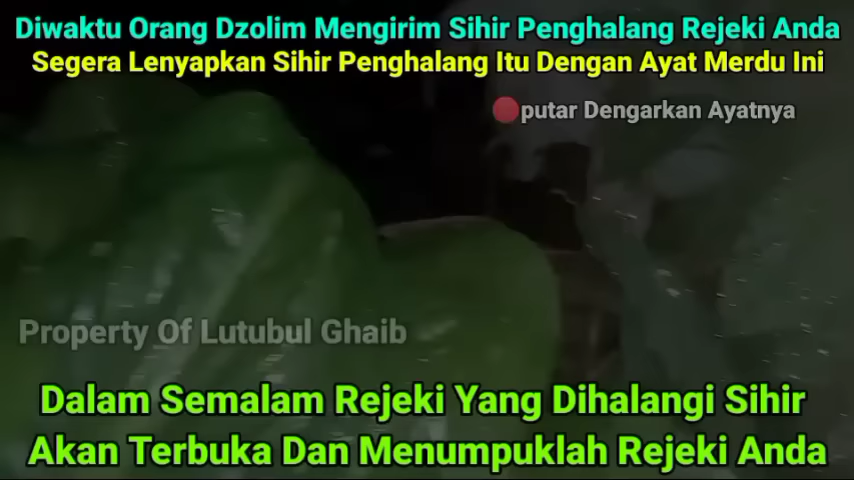 Diwaktu Orang Dzolim Mengirim Sihir Penghalang Rejeki Anda
Segera Lenyapkan Sihir Penghalang Itu Dengan Ayat Merdu Ini
putar Dengarkan Ayatnya
Property Of Lutubul Ghaib
Dalam Semalam Rejeki Yang Dihalangi Sihir
Akan Terbuka Dan Menumpuklah Rejeki Anda